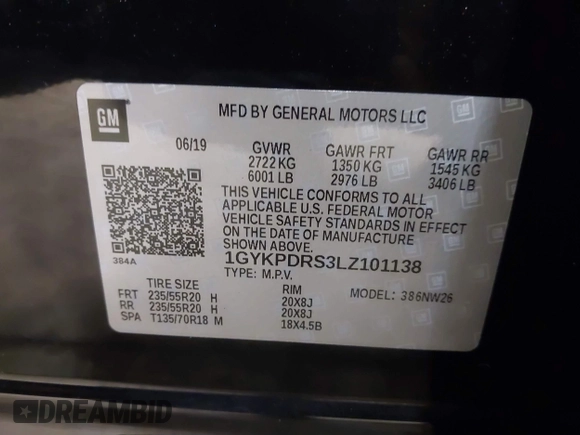 GM
MFD BY GENERAL MOTORS LLC
06/19 GVWR GAWR FRT GAWR RR
2722 KG 1350 KG 1545 KG
6001 LB 2976 LB 3406 LB
THIS VEHICLE CONFORMS TO ALL
APPLICABLE U.S. FEDERAL MOTOR
VEHICLE SAFETY STANDARDS IN
EFFECT ON THE DATE OF MANUFACTURE
SHOWN ABOVE.
384A
1GYKPDRS3LZ101138
TYPE: M.P.V.
TIRE SIZE RIM MODEL: 386NW26
FRT 235/55R20 H 20X8J
RR 235/55R20 H 20X8J
SPA T135/70R18 M 18X4.5B
DREAMBID